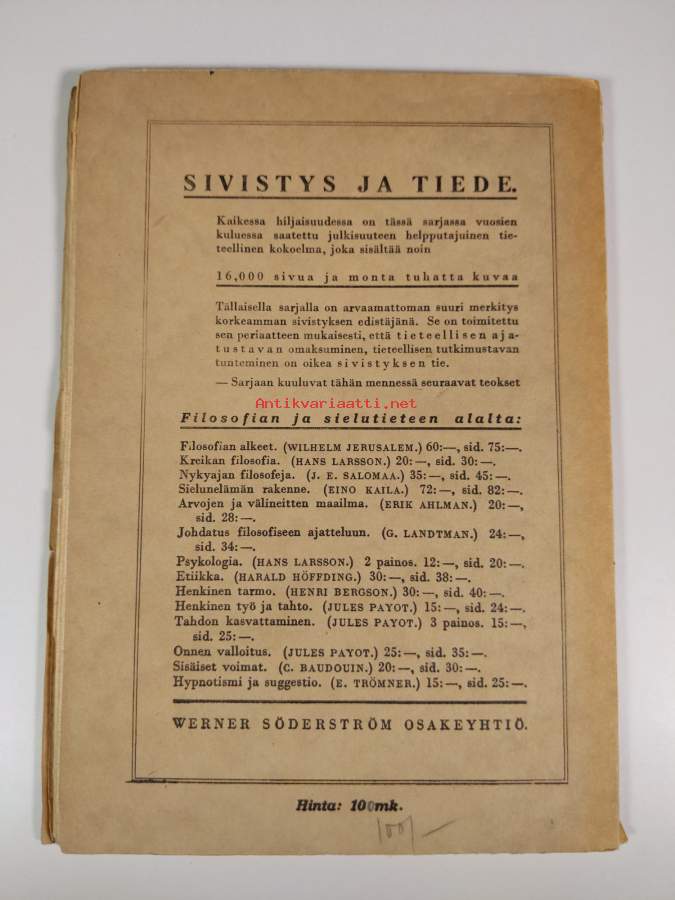 SIVISTYS JA TIEDE.
Kaikessa hiljaisuudessa on tässä sarjassa vuosien
kuluessa saatettu julkisuuteen helpputajuinen tie-
teellinen kokoelma, joka sisältää noin
16,000 sivua ja monta tuhatta kuvaa
Tällaisella sarjalla on arvaamattoman suuri merkitys
korkeamman sivistyksen edistäjänä. Se on toimitettu
sen periaatteen mukaisesti, että tieteellisen aja-
tustavan omaksuminen, tieteellisen tutkimustavan
tunteminen on oikea sivistyksen tie.
— Sarjaan kuuluvat tähän mennessä seuraavat teokset
Antikvariaatti.net
Filosofian ja sielutieteen alalta:
Filosofian alkeet. (WILHELM JERUSALEM.) 60:—, sid. 75:—.
Kreikan filosofia. (HANS LARSSON.) 20:—, sid. 30:—.
Nykyajan filosofeja. (J. E. SALOMAA.) 35:—, sid. 45:—.
Sielunelämän rakenne. (EINO KAILA.) 72:—, sid. 82:—.
Arvojen ja välineitten maailma. (ERIK AHLMAN.) 20:—,
sid. 28:—.
Johdatus filosofiseen ajatteluun. (G. LANDTMAN.) 24:—,
sid. 34:—.
Psykologia. (HANS LARSSON.) 2 painos. 12:—, sid. 20:—.
Etiikka. (HARALD HÖFFDING.) 30:—, sid. 38:—.
Henkinen tarmo. (HENRI BERGSON.) 30:—, sid. 40:—.
Henkinen työ ja tahto. (JULES PAYOT.) 15:—, sid. 24:—.
Tahdon kasvattaminen. (JULES PAYOT.) 3 painos. 15:—,
sid. 25:—.
Onnen valloitus. (JULES PAYOT.) 25:—, sid. 35:—.
Sisäiset voimat. (C. BAUDOUIN.) 20:—, sid. 30:—.
Hypnotismi ja suggestio. (E. TRÖMNER.) 15:—, sid. 25:—.
WERNER SÖDERSTRÖM OSAKEYHTIÖ.
Hinta: 100mk.
100/-